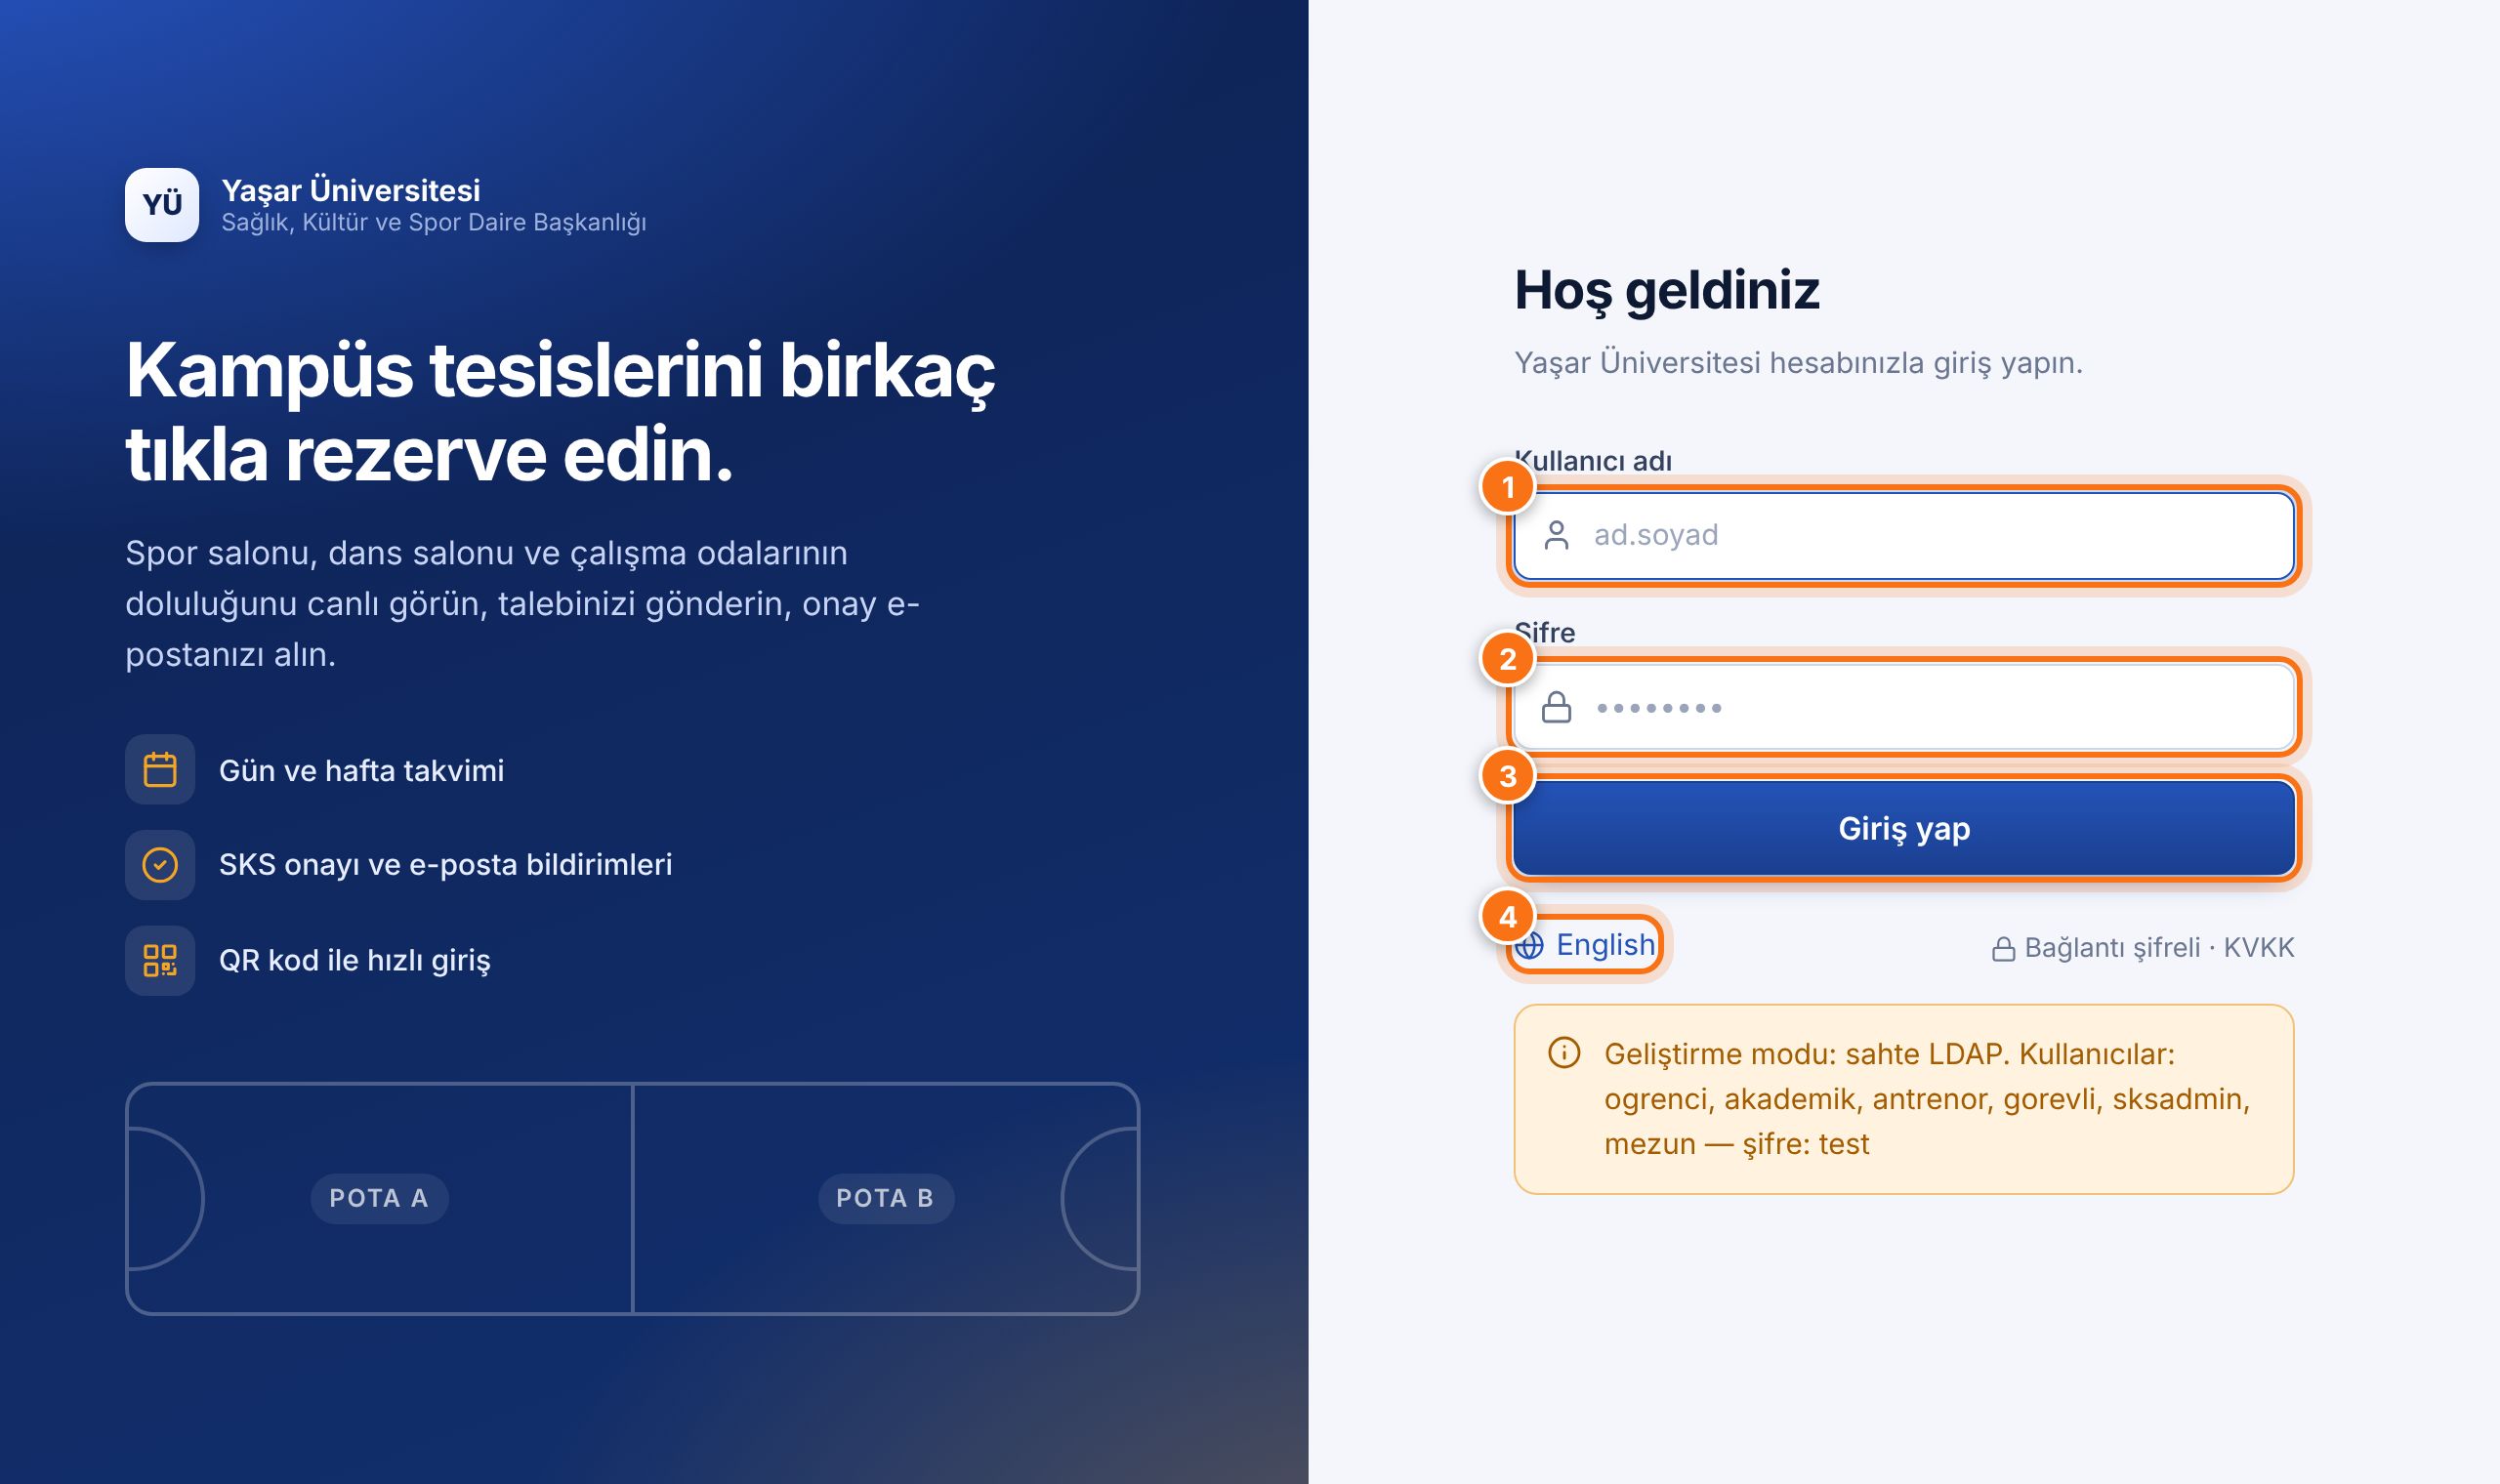 YÜ
Yaşar Üniversitesi
Sağlık, Kültür ve Spor Daire Başkanlığı
Kampüs tesislerini birkaç
tıkla rezerve edin.
Spor salonu, dans salonu ve çalışma odalarının
doluluğunu canlı görün, talebinizi gönderin, onay e-
postanızı alın.
Gün ve hafta takvimi
SKS onayı ve e-posta bildirimleri
QR kod ile hızlı giriş
POTA A
POTA B
Hoş geldiniz
Yaşar Üniversitesi hesabınızla giriş yapın.
Kullanıcı adı
1
ad.soyad
Şifre
2
••••••••
3
Giriş yap
4
English
Bağlantı şifreli · KVKK
Geliştirme modu: sahte LDAP. Kullanıcılar:
ogrenci, akademik, antrenor, gorevli, sksadmin,
mezun — şifre: test